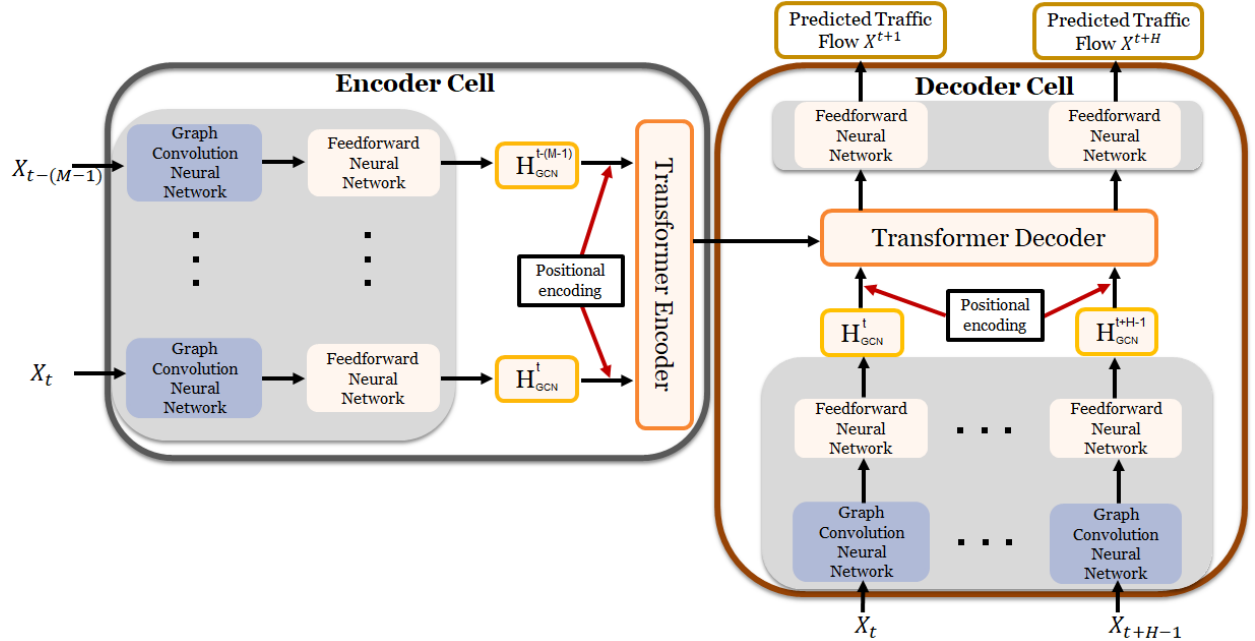 Encoder Cell
X_{t-(M-1)}
Graph
Convolution
Neural
Network
Feedforward
Neural
Network
H_{GCN}^{t-(M-1)}
Positional
encoding
Transformer Encoder
X_t
Graph
Convolution
Neural
Network
Feedforward
Neural
Network
H_{GCN}^{t}
Predicted Traffic
Flow X^{t+1}
Predicted Traffic
Flow X^{t+H}
Decoder Cell
Feedforward
Neural
Network
Feedforward
Neural
Network
Transformer Decoder
Positional
encoding
H_{GCN}^{t}
H_{GCN}^{t+H-1}
Feedforward
Neural
Network
Feedforward
Neural
Network
Graph
Convolution
Neural
Network
Graph
Convolution
Neural
Network
X_t
X_{t+H-1}